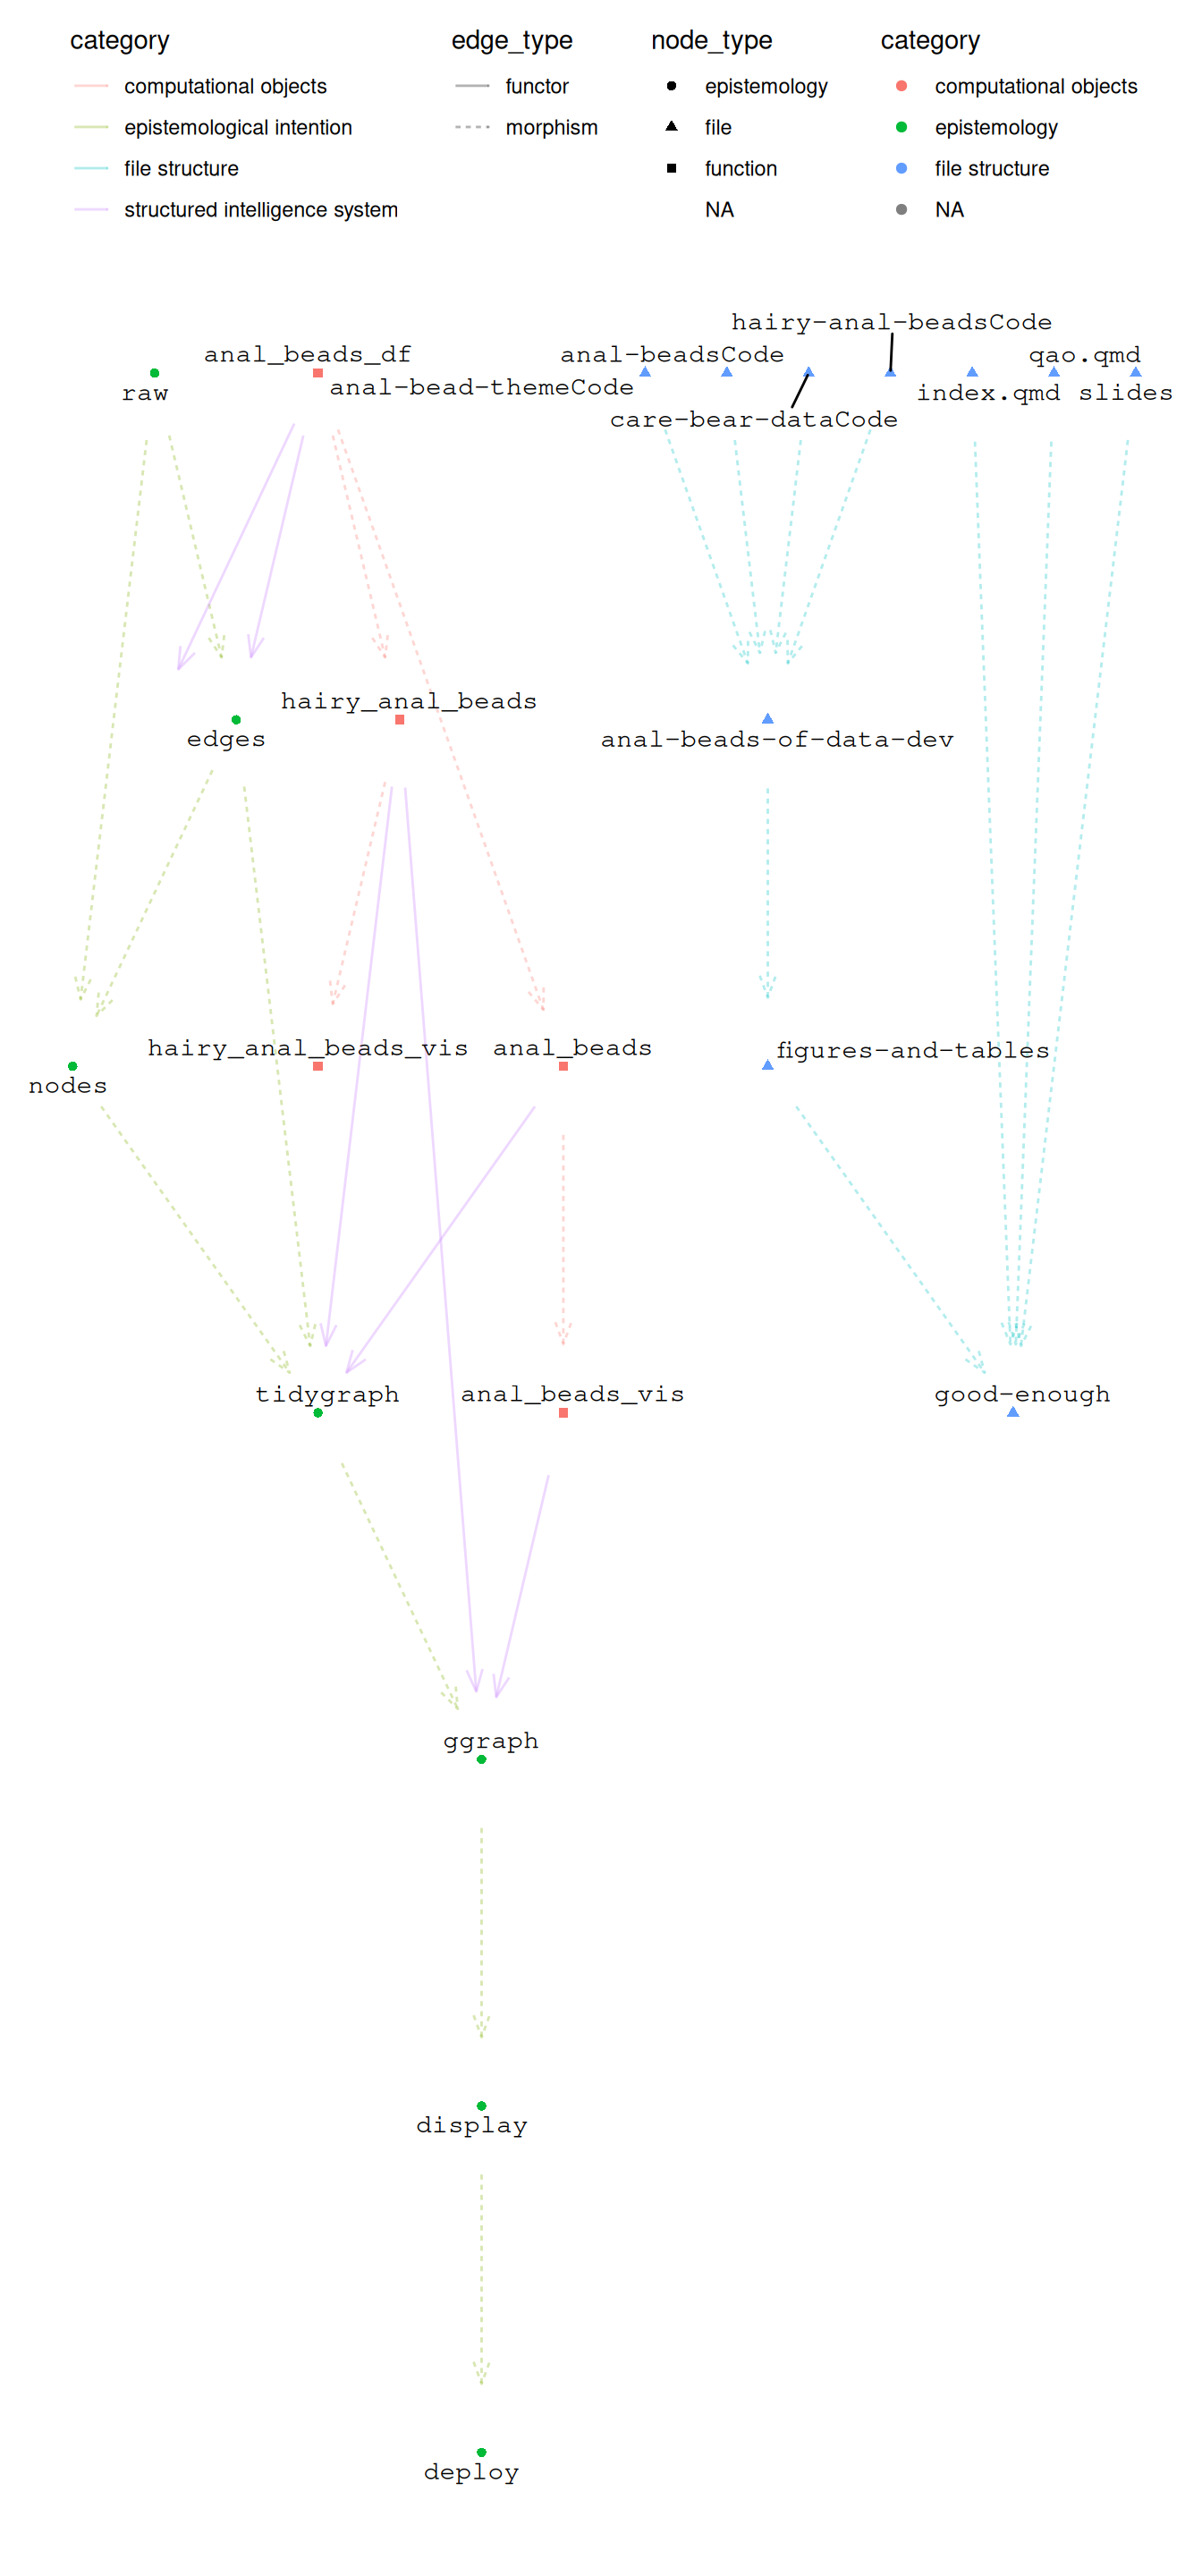 category
computational objects
epistemological intention
file structure
structured intelligence system
edge_type
functor
morphism
node_type
epistemology
file
function
NA
category
computational objects
epistemology
file structure
NA
hairy-anal-beadsCode
anal_beads_df
anal-beadsCode
qao.qmd
raw
anal-bead-themeCode
index.qmd
slides
care-bear-dataCode
hairy_anal_beads
edges
anal-beads-of-data-dev
hairy_anal_beads_vis
anal_beads
figures-and-tables
nodes
tidygraph
anal_beads_vis
good-enough
ggraph
display
deploy